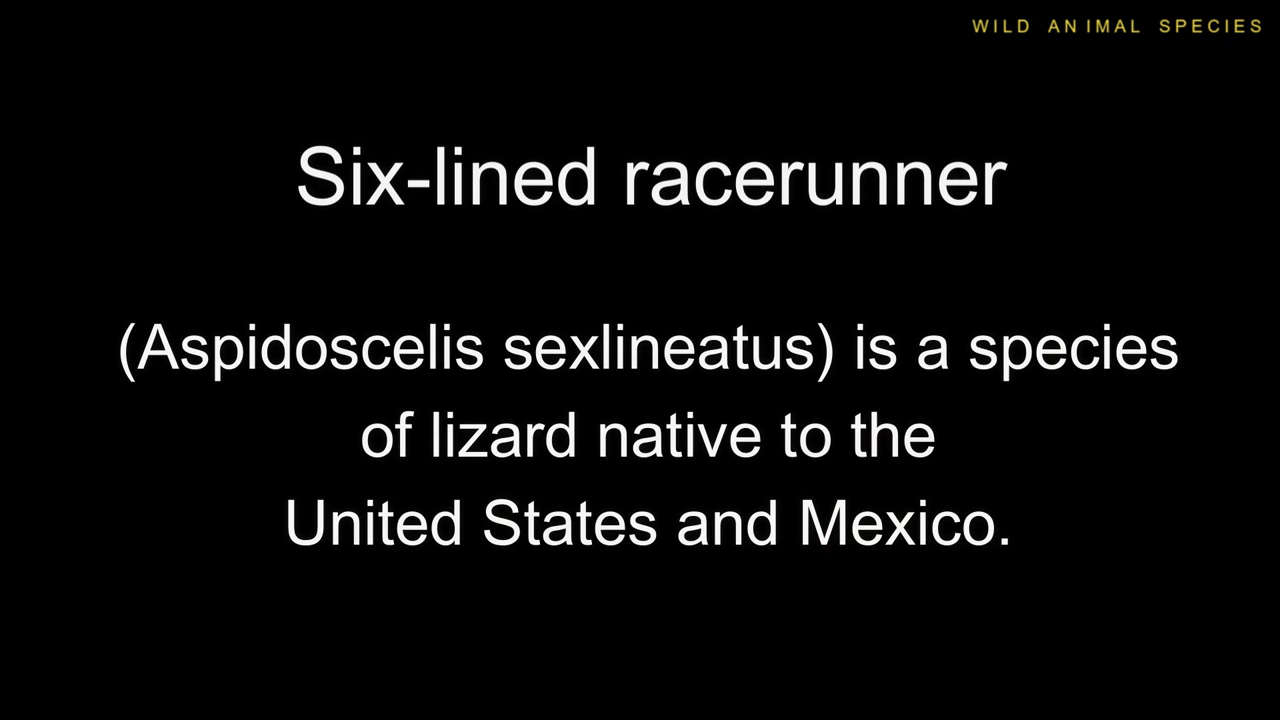 WILD ANIMAL SPECIES
Six-lined racerunner
(Aspidoscelis sexlineatus) is a species
of lizard native to the
United States and Mexico.